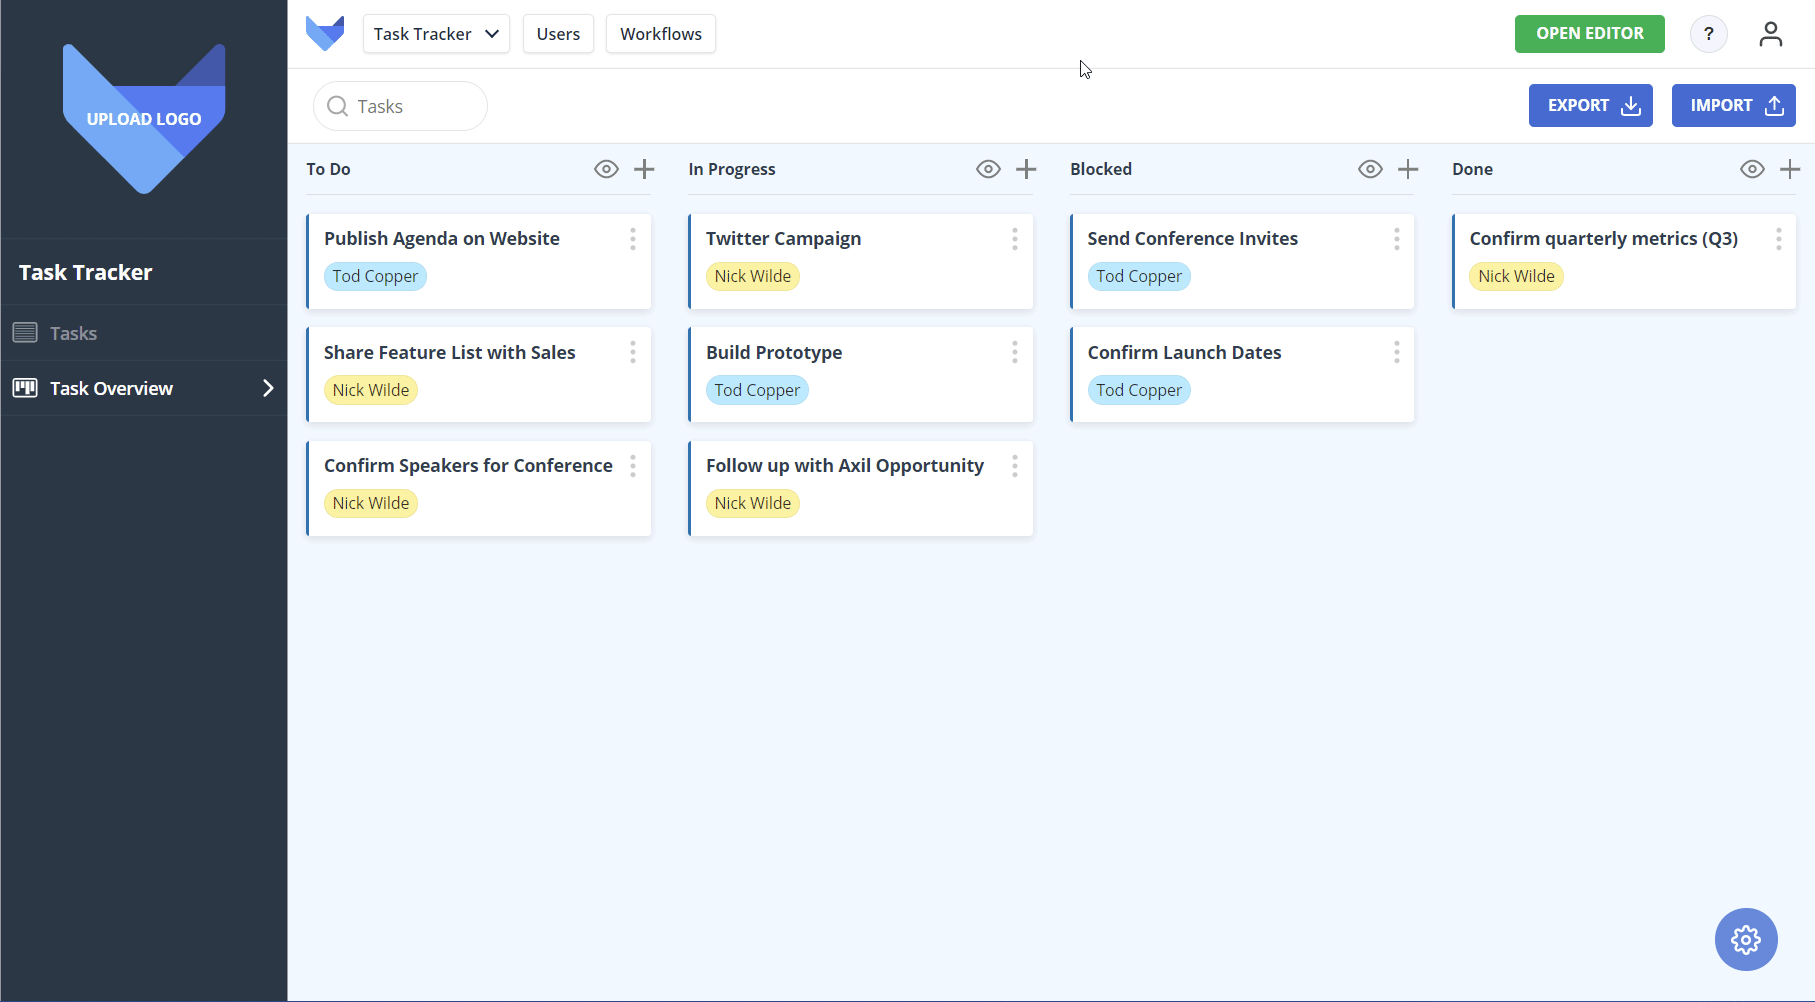 UPLOAD LOGO
Task Tracker
Tasks
Task Overview
Task Tracker
Users
Workflows
OPEN EDITOR
?
Tasks
EXPORT
IMPORT
To Do
Publish Agenda on Website
Tod Copper
Share Feature List with Sales
Nick Wilde
Confirm Speakers for Conference
Nick Wilde
In Progress
Twitter Campaign
Nick Wilde
Build Prototype
Tod Copper
Follow up with Axil Opportunity
Nick Wilde
Blocked
Send Conference Invites
Tod Copper
Confirm Launch Dates
Tod Copper
Done
Confirm quarterly metrics (Q3)
Nick Wilde